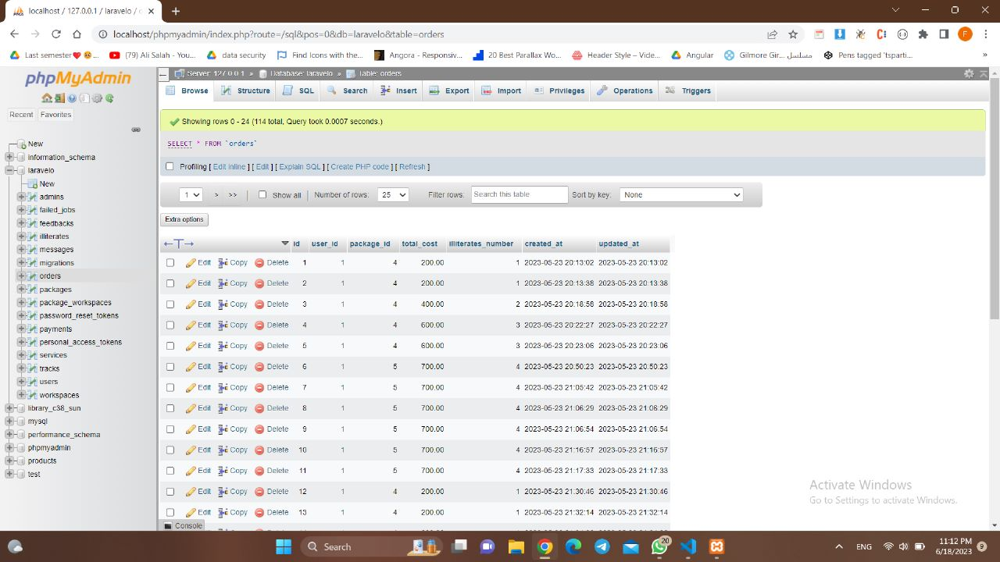 localhost / 127.0.0.1 / laravelo / o
localhost/phpmyadmin/index.php?route=/sql&pos=0&db=laravelo&table=orders
F
Last semester❤️ 😆... (79) Ali Salah - You... data security Find Icons with the... Angora - Responsiv... 20 Best Parallax Wo... Header Style – Vide... Angular Gilmore Gir... مسلسل Pens tagged 'tsparti... »
phpMyAdmin
Recent Favorites
New
information_schema
laravelo
New
admins
failed_jobs
feedbacks
illiterates
messages
migrations
orders
packages
package_workspaces
password_reset_tokens
payments
personal_access_tokens
services
tracks
users
workspaces
library_c38_sun
mysql
performance_schema
phpmyadmin
products
test
Server: 127.0.0.1 » Database: laravelo » Table: orders
Browse Structure SQL Search Insert Export Import Privileges Operations Triggers
Showing rows 0 - 24 (114 total, Query took 0.0007 seconds.)
SELECT * FROM `orders`
Profiling [ Edit inline ] [ Edit ] [ Explain SQL ] [ Create PHP code ] [ Refresh ]
1 > >> Show all Number of rows: 25 Filter rows: Search this table Sort by key: None
Extra options
←T→ id user_id package_id total_cost illiterates_number created_at updated_at
Edit Copy Delete 1 1 4 200.00 1 2023-05-23 20:13:02 2023-05-23 20:13:02
Edit Copy Delete 2 1 4 200.00 1 2023-05-23 20:13:38 2023-05-23 20:13:38
Edit Copy Delete 3 1 4 400.00 2 2023-05-23 20:18:58 2023-05-23 20:18:58
Edit Copy Delete 4 1 4 600.00 3 2023-05-23 20:22:27 2023-05-23 20:22:27
Edit Copy Delete 5 1 4 600.00 3 2023-05-23 20:23:06 2023-05-23 20:23:06
Edit Copy Delete 6 1 5 700.00 4 2023-05-23 20:50:23 2023-05-23 20:50:23
Edit Copy Delete 7 1 5 700.00 4 2023-05-23 21:05:42 2023-05-23 21:05:42
Edit Copy Delete 8 1 5 700.00 4 2023-05-23 21:06:29 2023-05-23 21:06:29
Edit Copy Delete 9 1 5 700.00 4 2023-05-23 21:06:54 2023-05-23 21:06:54
Edit Copy Delete 10 1 5 700.00 4 2023-05-23 21:16:57 2023-05-23 21:16:57
Edit Copy Delete 11 1 5 700.00 4 2023-05-23 21:17:33 2023-05-23 21:17:33
Edit Copy Delete 12 1 4 200.00 1 2023-05-23 21:30:46 2023-05-23 21:30:46
Edit Copy Delete 13 1 5 200.00 1 2023-05-23 21:32:14 2023-05-23 21:32:14
Console
Activate Windows
Go to Settings to activate Windows.
Search
20
ENG
11:12 PM
6/18/2023
9